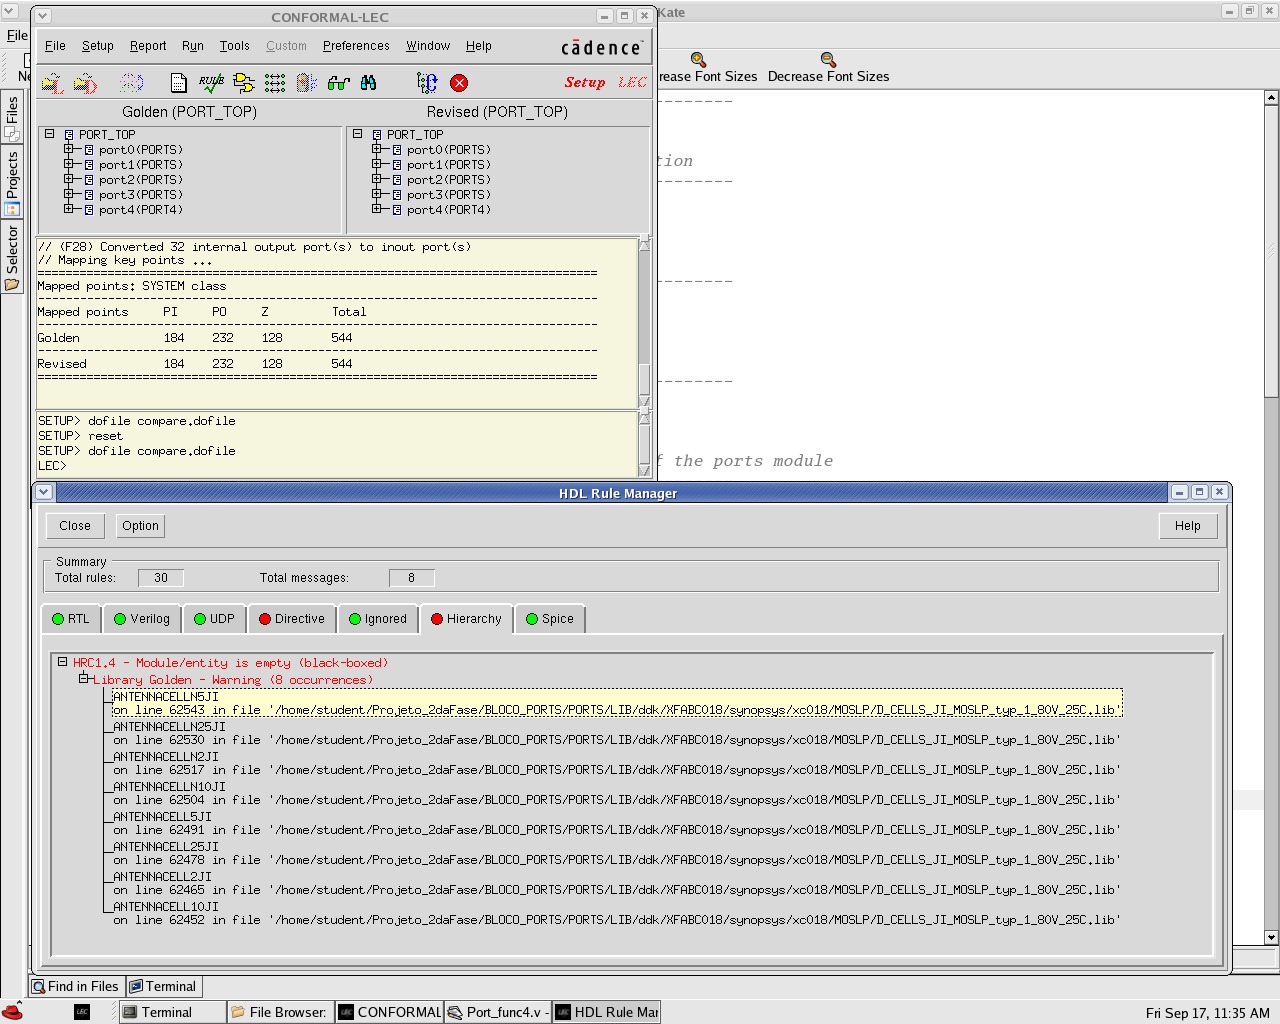 CONFORMAL-LEC
Kate
File Setup Report Run Tools Custom Preferences Window Help
cādence
RULE
Setup LEC
Golden (PORT_TOP)
Revised (PORT_TOP)
PORT_TOP
port0(PORTS)
port1(PORTS)
port2(PORTS)
port3(PORTS)
port4(PORT4)
PORT_TOP
port0(PORTS)
port1(PORTS)
port2(PORTS)
port3(PORTS)
port4(PORT4)
// (F28) Converted 32 internal output port(s) to inout port(s)
// Mapping key points ...
================================================================================
Mapped points: SYSTEM class
--------------------------------------------------------------------------------
Mapped points PI PO Z Total
--------------------------------------------------------------------------------
Golden 184 232 128 544
--------------------------------------------------------------------------------
Revised 184 232 128 544
================================================================================
SETUP> dofile compare.dofile
SETUP> reset
SETUP> dofile compare.dofile
LEC>
File
Ne
rease Font Sizes
Decrease Font Sizes
Files
Projects
Selector
--------
tion
--------
--------
--------
f the ports module
HDL Rule Manager
Close Option Help
Summary
Total rules: 30 Total messages: 8
RTL Verilog UDP Directive Ignored Hierarchy Spice
HRC1.4 - Module/entity is empty (black-boxed)
Library Golden - Warning (8 occurrences)
ANTENNACELLN5JI
on line 62543 in file '/home/student/Projeto_2daFase/BLOCO_PORTS/PORTS/LIB/ddk/XFABC018/synopsys/xc018/MOSLP/D_CELLS_JI_MOSLP_typ_1_80V_25C.lib'
ANTENNACELLN25JI
on line 62530 in file '/home/student/Projeto_2daFase/BLOCO_PORTS/PORTS/LIB/ddk/XFABC018/synopsys/xc018/MOSLP/D_CELLS_JI_MOSLP_typ_1_80V_25C.lib'
ANTENNACELLN2JI
on line 62517 in file '/home/student/Projeto_2daFase/BLOCO_PORTS/PORTS/LIB/ddk/XFABC018/synopsys/xc018/MOSLP/D_CELLS_JI_MOSLP_typ_1_80V_25C.lib'
ANTENNACELLN10JI
on line 62504 in file '/home/student/Projeto_2daFase/BLOCO_PORTS/PORTS/LIB/ddk/XFABC018/synopsys/xc018/MOSLP/D_CELLS_JI_MOSLP_typ_1_80V_25C.lib'
ANTENNACELL5JI
on line 62491 in file '/home/student/Projeto_2daFase/BLOCO_PORTS/PORTS/LIB/ddk/XFABC018/synopsys/xc018/MOSLP/D_CELLS_JI_MOSLP_typ_1_80V_25C.lib'
ANTENNACELL25JI
on line 62478 in file '/home/student/Projeto_2daFase/BLOCO_PORTS/PORTS/LIB/ddk/XFABC018/synopsys/xc018/MOSLP/D_CELLS_JI_MOSLP_typ_1_80V_25C.lib'
ANTENNACELL2JI
on line 62465 in file '/home/student/Projeto_2daFase/BLOCO_PORTS/PORTS/LIB/ddk/XFABC018/synopsys/xc018/MOSLP/D_CELLS_JI_MOSLP_typ_1_80V_25C.lib'
ANTENNACELL10JI
on line 62452 in file '/home/student/Projeto_2daFase/BLOCO_PORTS/PORTS/LIB/ddk/XFABC018/synopsys/xc018/MOSLP/D_CELLS_JI_MOSLP_typ_1_80V_25C.lib'
Find in Files Terminal
LEC Terminal File Browser: LEC CONFORMAL Port_func4.v - LEC HDL Rule Mar
Fri Sep 17, 11:35 AM